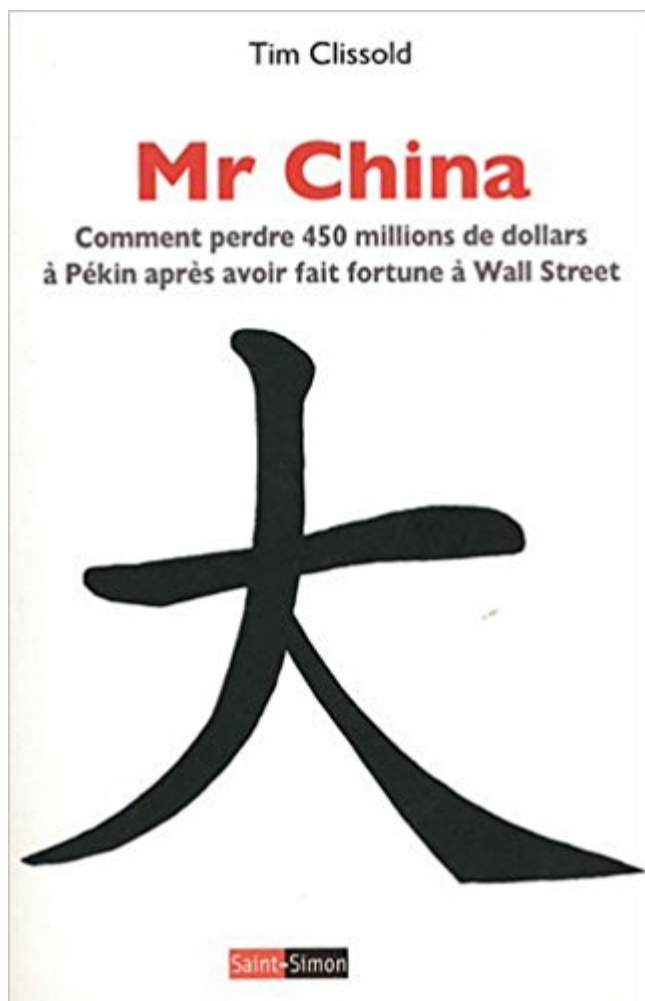 Tim Clissold
Mr China
Comment perdre 450 millions de dollars
à Pékin après avoir fait fortune à Wall Street
大
Saint-Simon